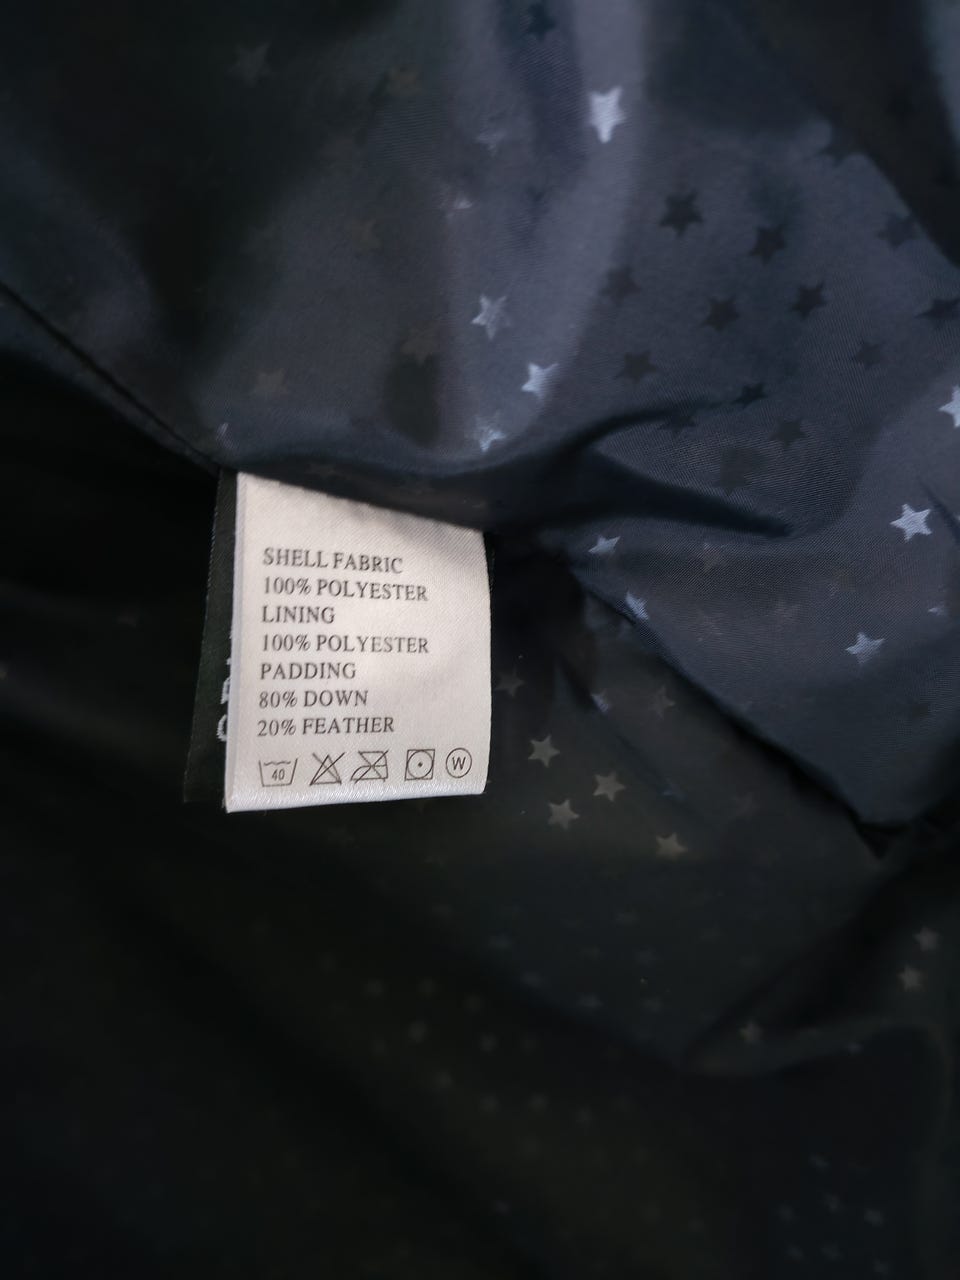 SHELL FABRIC
100% POLYESTER
LINING
100% POLYESTER
PADDING
80% DOWN
20% FEATHER
40 W